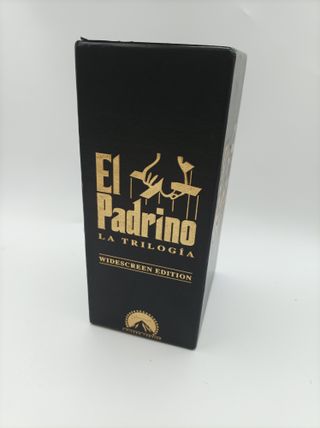 El
Padrino
LA TRILOGÍA
WIDESCREEN EDITION